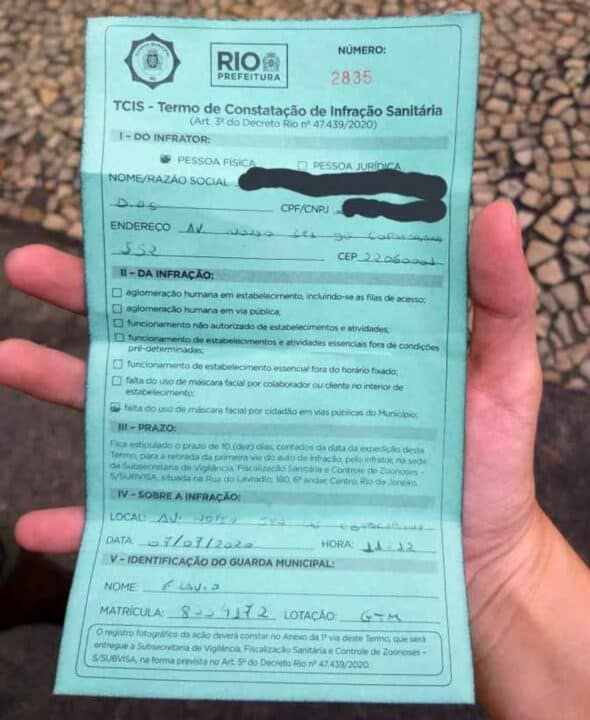 RIO
PREFEITURA
NÚMERO:
2835
TCIS - Termo de Constatação de Infração Sanitária
(Art. 3º do Decreto Rio nº 47.439/2020)
I - DO INFRATOR:
PESSOA FÍSICA PESSOA JURÍDICA
NOME/RAZÃO SOCIAL
CPF/CNPJ
ENDEREÇO AV.
552 CEP
II - DA INFRAÇÃO:
aglomeração humana em estabelecimento, incluindo-se as filas de acesso;
aglomeração humana em via pública;
funcionamento não autorizado de estabelecimentos e atividades;
funcionamento de estabelecimentos e atividades essenciais fora de condições
pré-determinadas;
funcionamento de estabelecimento essencial fora do horário fixado;
falta do uso de máscara facial por colaborador ou cliente no interior de
estabelecimento;
falta do uso de máscara facial por cidadão em vias públicas do Município;
III - PRAZO:
Fica estipulado o prazo de 10 (dez) dias, contados da data da expedição deste
Termo, para a retirada da primeira via do auto de infração, pelo infrator, na sede
da Subsecretaria de Vigilância, Fiscalização Sanitária e Controle de Zoonoses -
S/SUBVISA, situada na Rua do Lavradio, 180, 6º andar, Centro, Rio de Janeiro.
IV - SOBRE A INFRAÇÃO:
LOCAL: AV.
DATA 07/07/2020 HORA: 11:12
V - IDENTIFICAÇÃO DO GUARDA MUNICIPAL:
NOME: FLAVIO
MATRÍCULA: LOTAÇÃO: GTM
O registro fotográfico da ação deverá constar no Anexo da 1ª via deste Termo, que será
entregue a Subsecretaria de Vigilância, Fiscalização Sanitária e Controle de Zoonoses -
S/SUBVISA, na forma prevista no Art. 5º do Decreto Rio nº 47.439/2020.